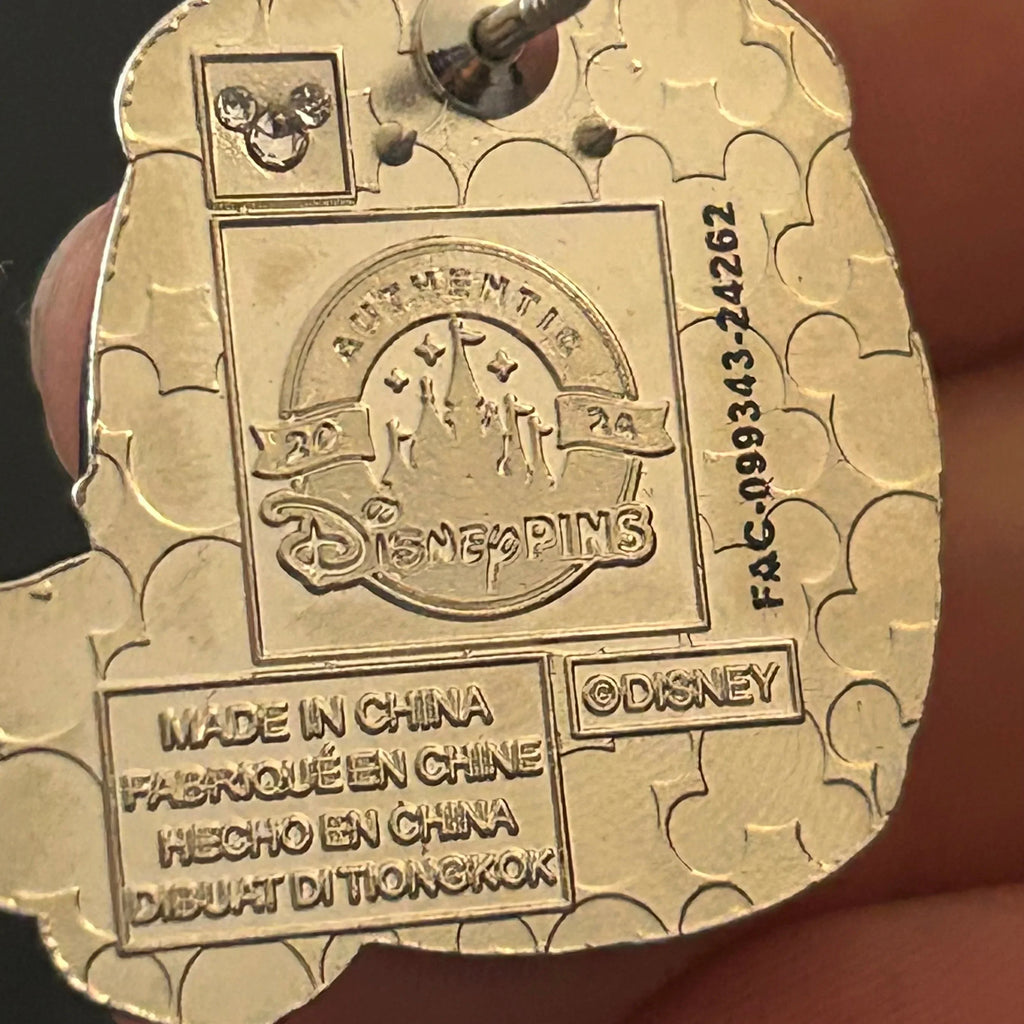 AUTHENTIC
20 24
DISNEY PINS
FAC-099343-24262
©DISNEY
MADE IN CHINA
FABRIQUÉ EN CHINE
HECHO EN CHINA
DIBUAT DI TIONGKOK